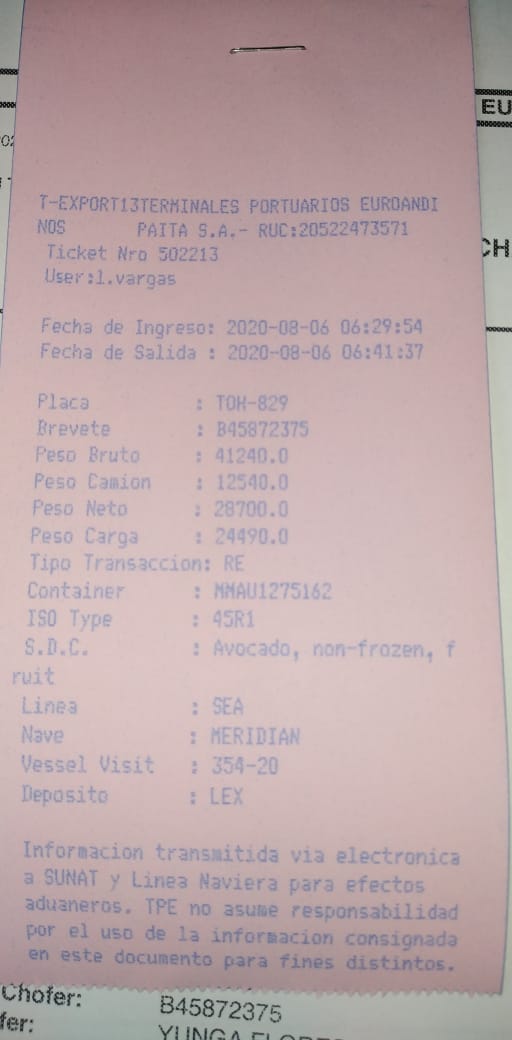 EU
CH
T-EXPORT13TERMINALES PORTUARIOS EUROANDI
NOS PAITA S.A.- RUC:20522473571
Ticket Nro 502213
User:l.vargas
Fecha de Ingreso: 2020-08-06 06:29:54
Fecha de Salida : 2020-08-06 06:41:37
Placa : TOH-829
Brevete : B45872375
Peso Bruto : 41240.0
Peso Camion : 12540.0
Peso Neto : 28700.0
Peso Carga : 24490.0
Tipo Transaccion: RE
Container : MMAU1275162
ISO Type : 45R1
S.D.C. : Avocado, non-frozen, f
ruit
Linea : SEA
Nave : MERIDIAN
Vessel Visit : 354-20
Deposito : LEX
Informacion transmitida via electronica
a SUNAT y Linea Naviera para efectos
aduaneros. TPE no asume responsabilidad
por el uso de la informacion consignada
en este documento para fines distintos.
Chofer: B45872375
fer: YUNGA